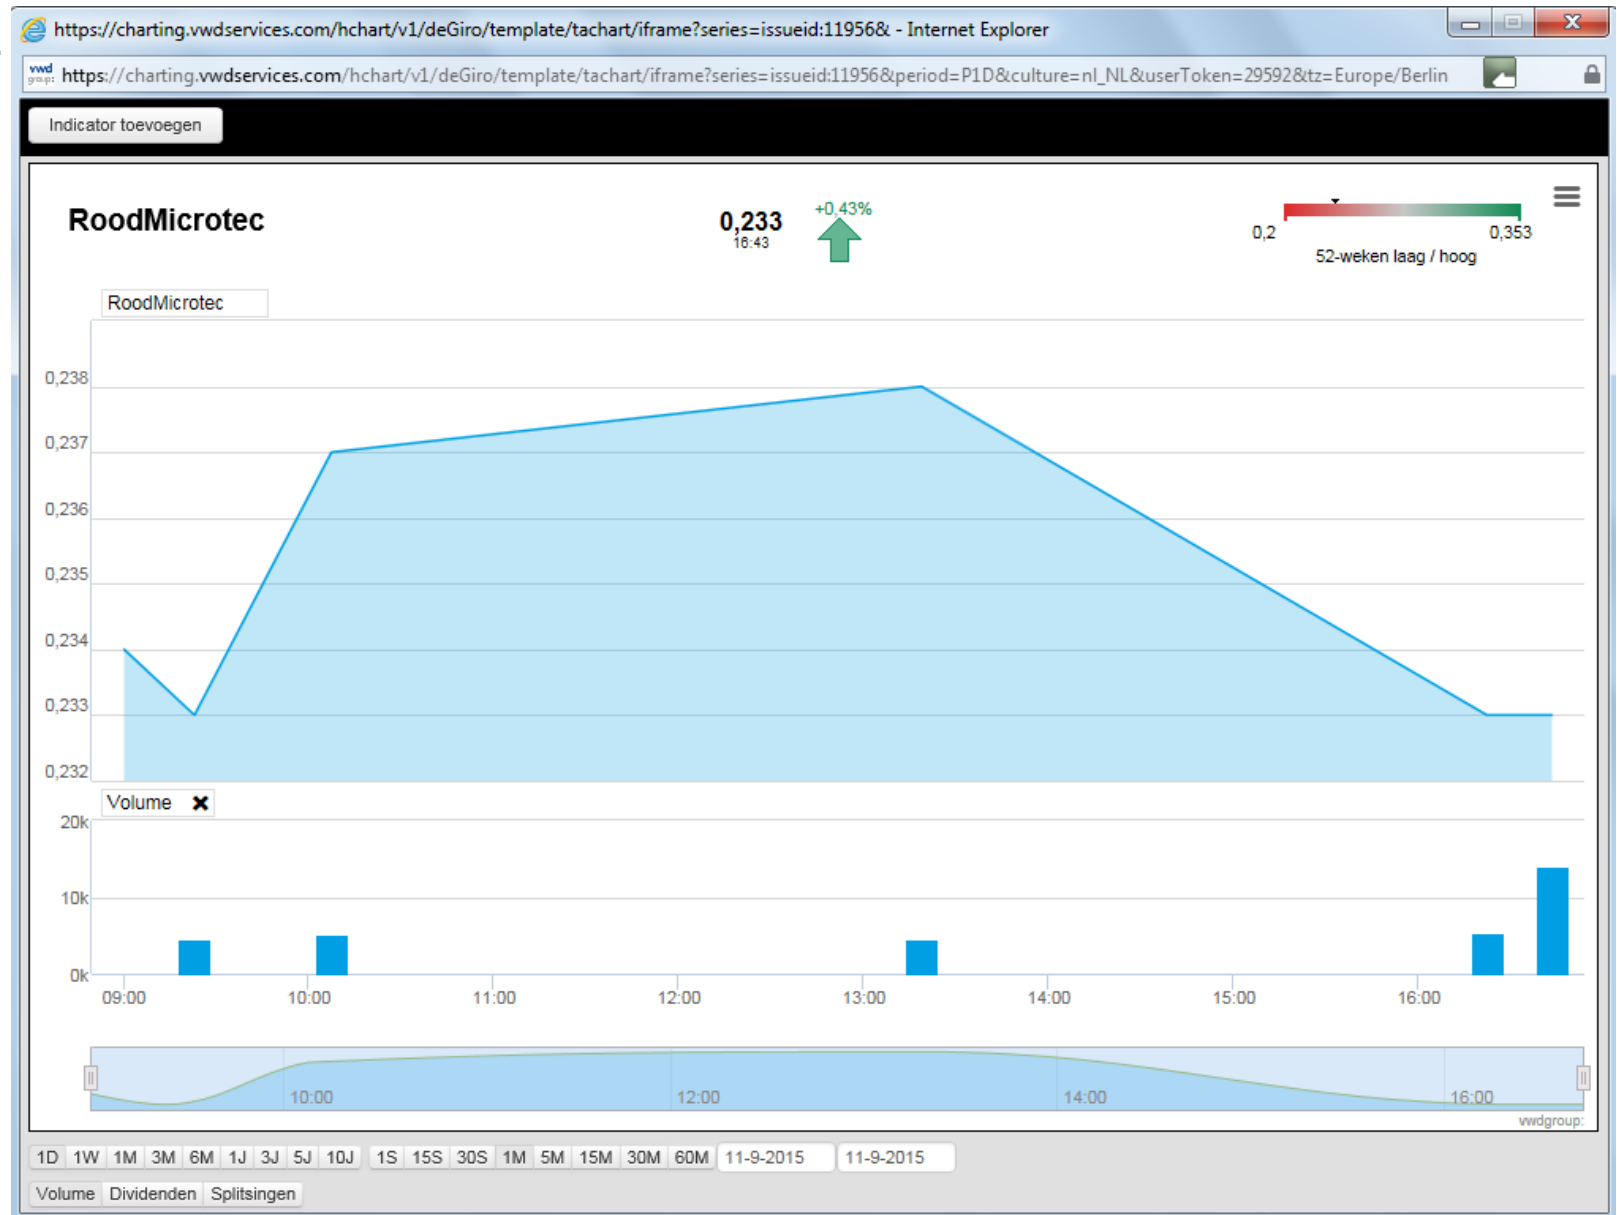 https://charting.vwdservices.com/hchart/v1/deGiro/template/tachart/iframe?series=issueid:11956& - Internet Explorer
vwd group: https://charting.vwdservices.com/hchart/v1/deGiro/template/tachart/iframe?series=issueid:11956&period=P1D&culture=nl_NL&userToken=29592&tz=Europe/Berlin
Indicator toevoegen
RoodMicrotec
0,233
16:43
+0,43%
0,2 0,353
52-weken laag / hoog
RoodMicrotec
0,238
0,237
0,236
0,235
0,234
0,233
0,232
Volume
20k
10k
0k
09:00 10:00 11:00 12:00 13:00 14:00 15:00 16:00
10:00 12:00 14:00 16:00
vwdgroup:
1D 1W 1M 3M 6M 1J 3J 5J 10J 1S 15S 30S 1M 5M 15M 30M 60M 11-9-2015 11-9-2015
Volume Dividenden Splitsingen